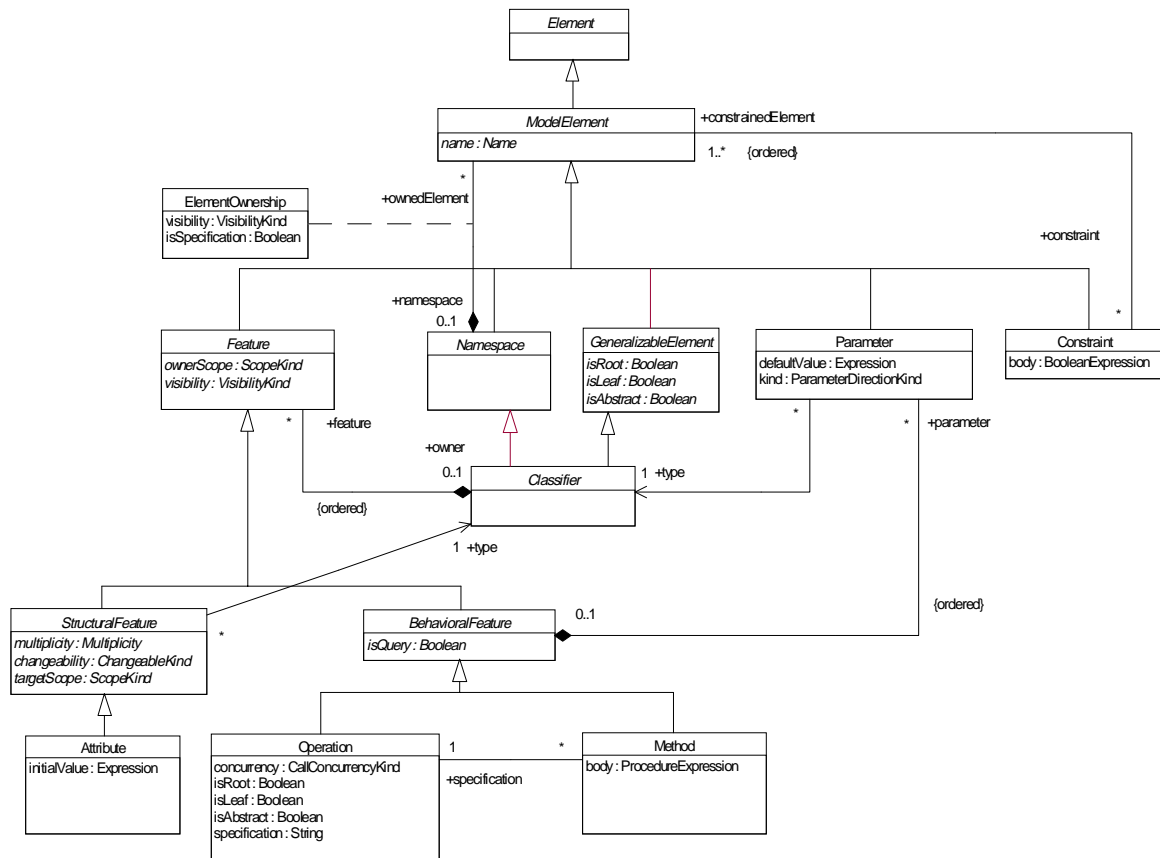 Element
ModelElement
name : Name
+constrainedElement
1..* {ordered}
*
+ownedElement
ElementOwnership
visibility : VisibilityKind
isSpecification : Boolean
+constraint
+namespace
0..1
*
Feature
ownerScope : ScopeKind
visibility : VisibilityKind
Namespace
GeneralizableElement
isRoot : Boolean
isLeaf : Boolean
isAbstract : Boolean
Parameter
defaultValue : Expression
kind : ParameterDirectionKind
Constraint
body : BooleanExpression
*
+feature
*
*
+parameter
+owner
0..1
Classifier
1 +type
{ordered}
1 +type
StructuralFeature
multiplicity : Multiplicity
changeability : ChangeableKind
targetScope : ScopeKind
*
BehavioralFeature
isQuery : Boolean
0..1
{ordered}
Attribute
initialValue : Expression
Operation
concurrency : CallConcurrencyKind
isRoot : Boolean
isLeaf : Boolean
isAbstract : Boolean
specification : String
1
*
+specification
Method
body : ProcedureExpression